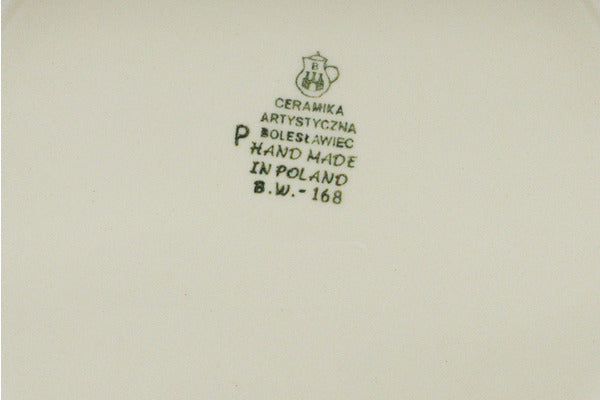 B
CERAMIKA
ARTYSTYCZNA
BOLESŁAWIEC
P
HAND MADE
IN POLAND
B.W.-168